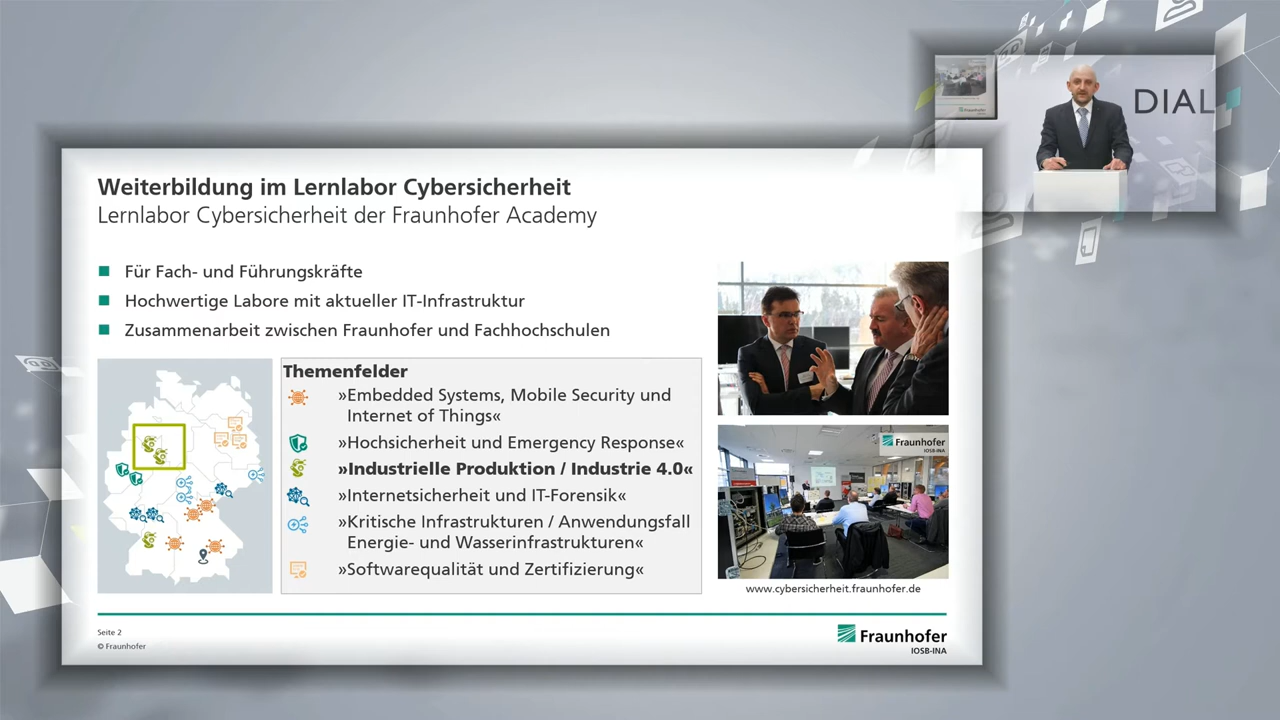 DIAL
Weiterbildung im Lernlabor Cybersicherheit
Lernlabor Cybersicherheit der Fraunhofer Academy
Für Fach- und Führungskräfte
Hochwertige Labore mit aktueller IT-Infrastruktur
Zusammenarbeit zwischen Fraunhofer und Fachhochschulen
Themenfelder
»Embedded Systems, Mobile Security und
Internet of Things«
»Hochsicherheit und Emergency Response«
»Industrielle Produktion / Industrie 4.0«
»Internetsicherheit und IT-Forensik«
»Kritische Infrastrukturen / Anwendungsfall
Energie- und Wasserinfrastrukturen«
»Softwarequalität und Zertifizierung«
Fraunhofer
IOSB-INA
www.cybersicherheit.fraunhofer.de
Seite 2
© Fraunhofer
Fraunhofer
IOSB-INA